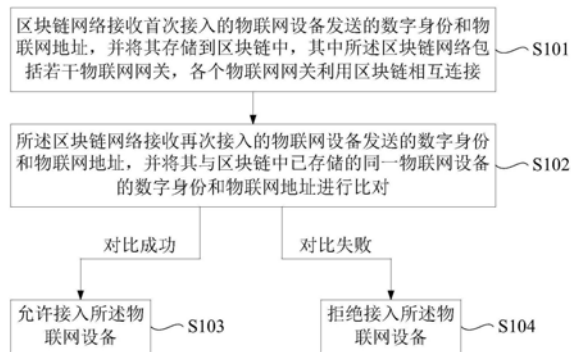 区块链网络接收首次接入的物联网设备发送的数字身份和物
联网地址，并将其存储到区块链中，其中所述区块链网络包
括若干物联网网关，各个物联网网关利用区块链相互连接
S101
所述区块链网络接收再次接入的物联网设备发送的数字身份
和物联网地址，并将其与区块链中已存储的同一物联网设备
的数字身份和物联网地址进行比对
S102
对比成功
对比失败
允许接入所述物
联网设备
S103
拒绝接入所述物
联网设备
S104